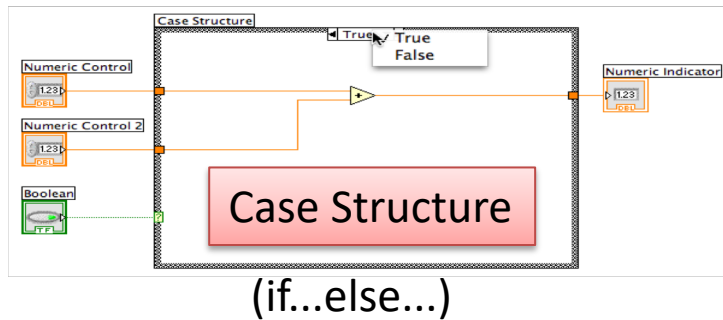 Case Structure
True
True
False
Numeric Control
1.23
DBL
Numeric Indicator
1.23
DBL
Numeric Control 2
1.23
DBL
Boolean
TF
?
Case Structure
(if...else...)